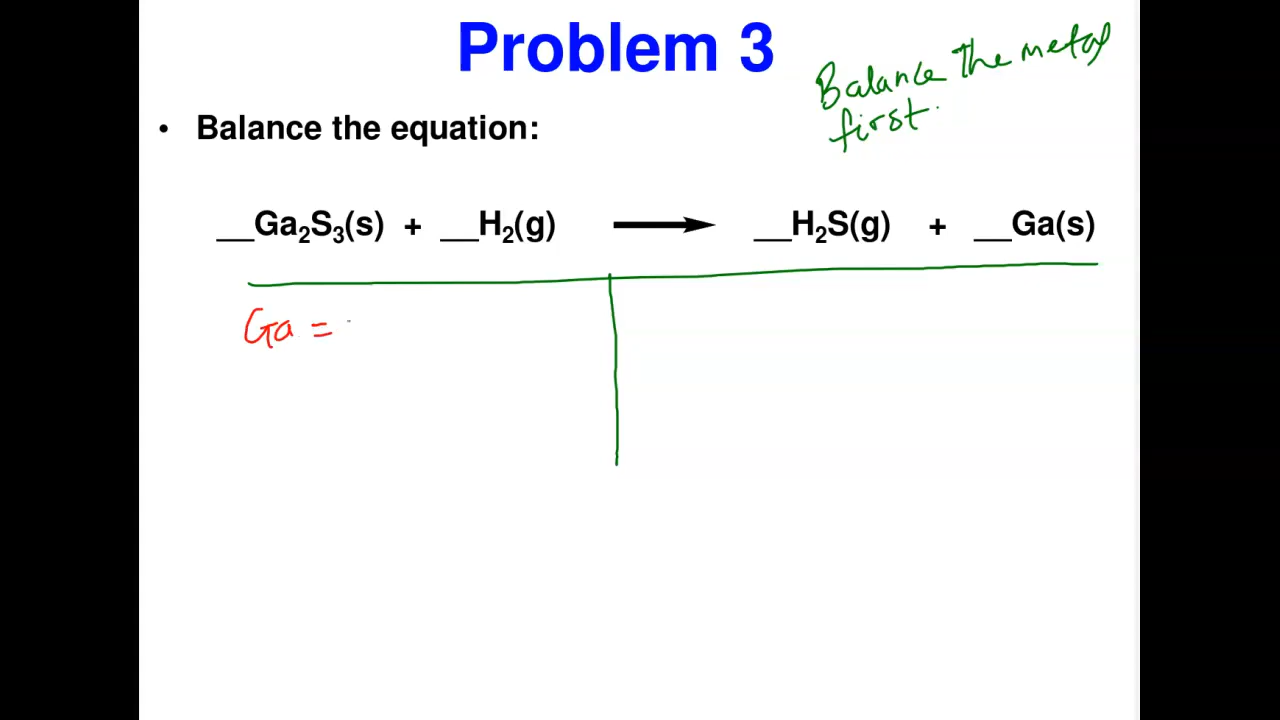 Problem 3
Balance the metal
first.
• Balance the equation:
__Ga₂S₃(s) + __H₂(g) ⟶ __H₂S(g) + __Ga(s)
Ga =